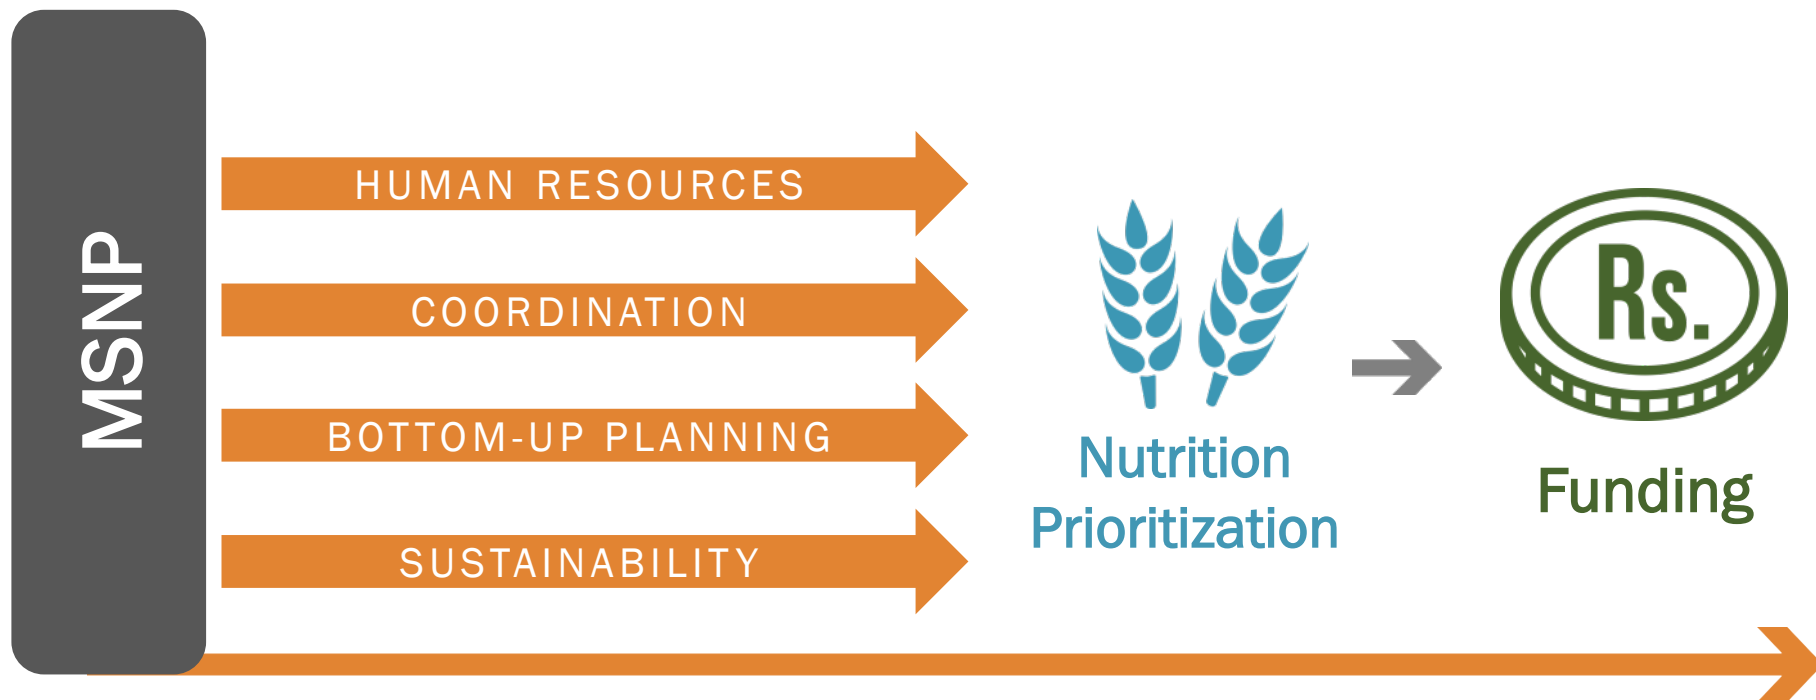 MSNP
HUMAN RESOURCES
COORDINATION
BOTTOM-UP PLANNING
SUSTAINABILITY
Nutrition
Prioritization
Rs.
Funding